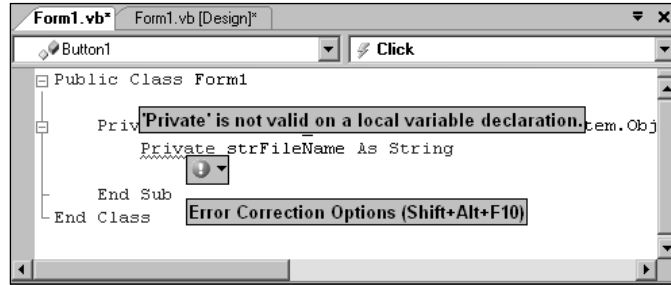 Form1.vb* Form1.vb [Design]*
Button1 Click
Public Class Form1
Priv 'Private' is not valid on a local variable declaration. tem.Obj
Private strFileName As String
End Sub
Error Correction Options (Shift+Alt+F10)
End Class